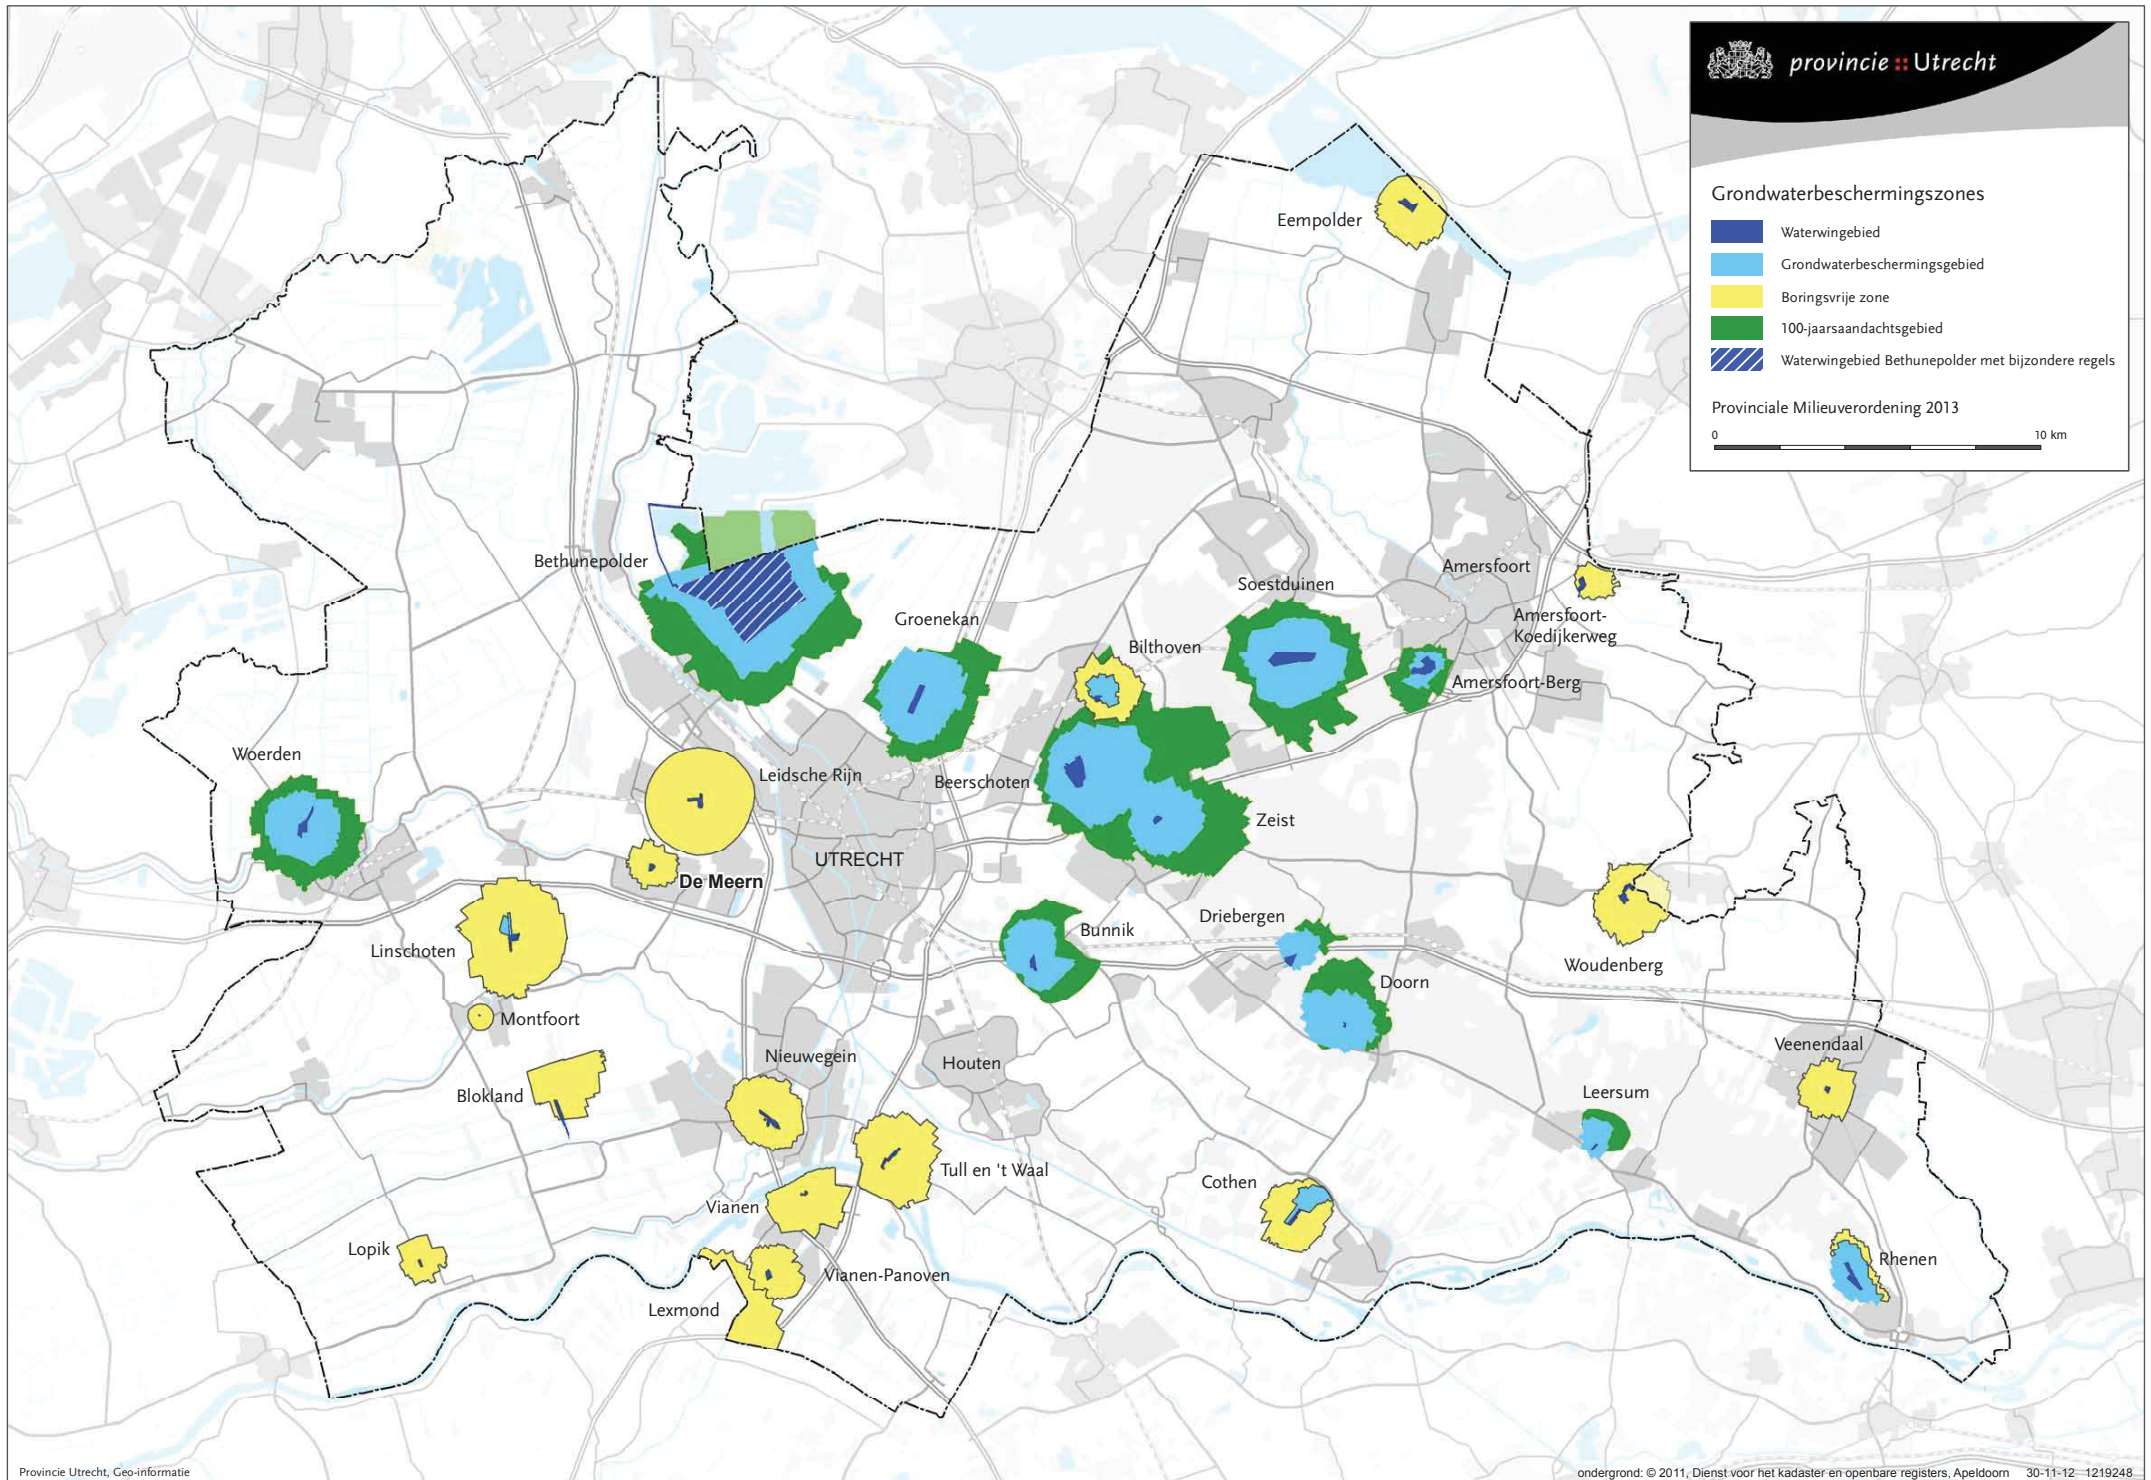 provincie :: Utrecht
Grondwaterbeschermingszones
Waterwingebied
Grondwaterbeschermingsgebied
Boringsvrije zone
100-jaarsaandachtsgebied
Waterwingebied Bethunepolder met bijzondere regels
Provinciale Milieuverordening 2013
0 10 km
Eempolder
Bethunepolder
Amersfoort
Soestduinen
Groenekan
Amersfoort-
Koedijkerweg
Bilthoven
Amersfoort-Berg
Woerden
Leidsche Rijn
Beerschoten
Zeist
UTRECHT
De Meern
Driebergen
Bunnik
Linschoten
Woudenberg
Doorn
Montfoort
Veenendaal
Nieuwegein
Houten
Blokland
Leersum
Tull en 't Waal
Cothen
Vianen
Lopik
Rhenen
Vianen-Panoven
Lexmond
Provincie Utrecht, Geo-informatie
ondergrond: © 2011, Dienst voor het kadaster en openbare registers, Apeldoorn 30-11-12 1219248